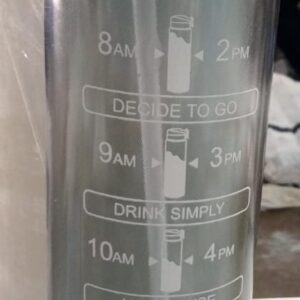 8AM 2PM
DECIDE TO GO
9AM 3PM
DRINK SIMPLY
10AM 4PM